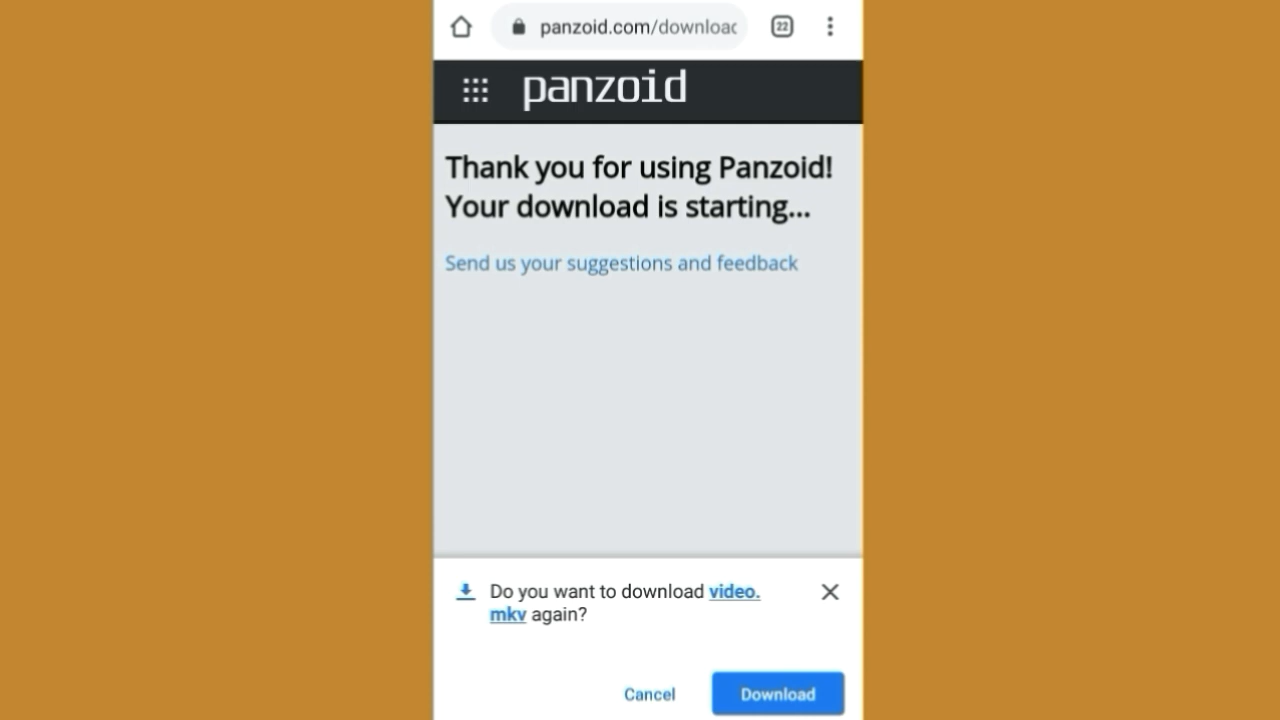 panzoid.com/download
22
panzoid
Thank you for using Panzoid!
Your download is starting...
Send us your suggestions and feedback
Do you want to download video.
mkv again?
Cancel
Download